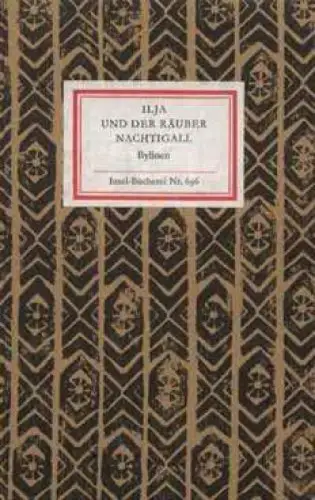 ILJA
UND DER RÄUBER
NACHTIGALL
Bylinen
Insel-Bücherei Nr. 696